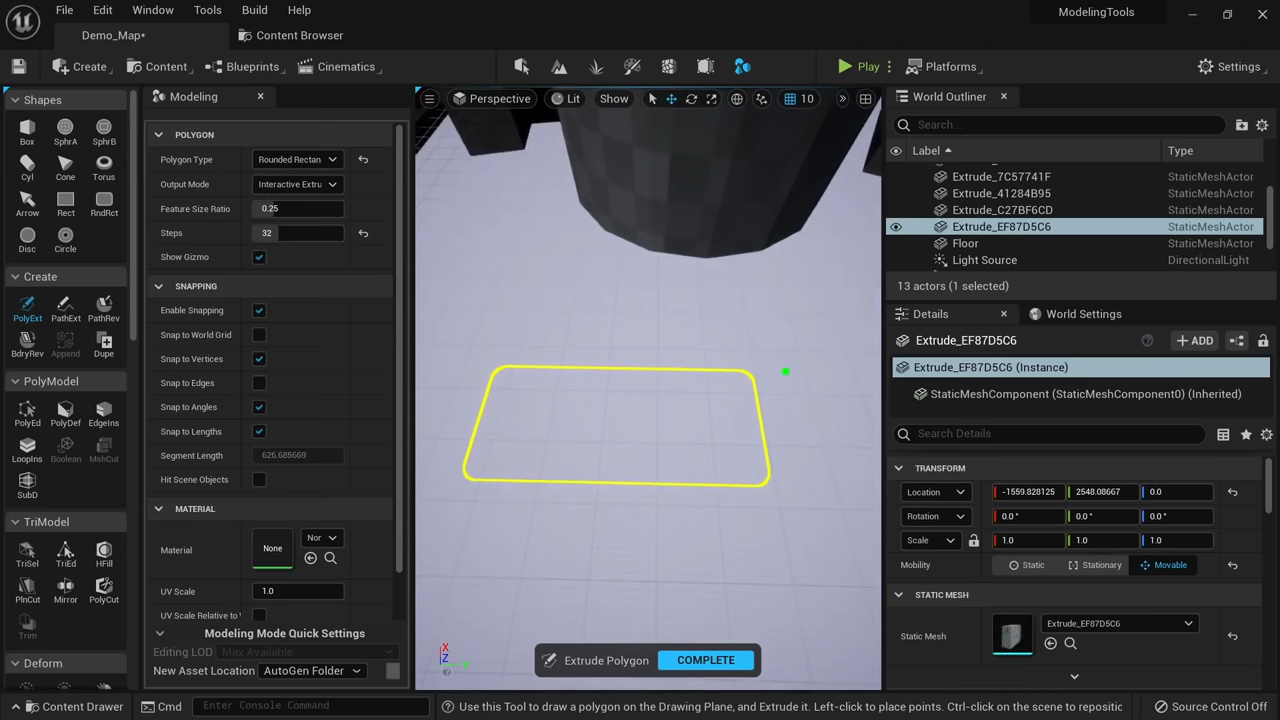 File Edit Window Tools Build Help
ModelingTools
Demo_Map*
Content Browser
Create
Content
Blueprints
Cinematics
Play
Platforms
Settings
Shapes
Box SphrA SphrB
Cyl Cone Torus
Arrow Rect RndRct
Disc Circle
Create
PolyExt PathExt PathRev
BdryRev Append Dupe
PolyModel
PolyEd PolyDef EdgeIns
LoopIns Boolean MshCut
SubD
TriModel
TriSel TriEd HFill
PlnCut Mirror PolyCut
Trim
Deform
Modeling
POLYGON
Polygon Type Rounded Rectan
Output Mode Interactive Extru
Feature Size Ratio 0.25
Steps 32
Show Gizmo
SNAPPING
Enable Snapping
Snap to World Grid
Snap to Vertices
Snap to Edges
Snap to Angles
Snap to Lengths
Segment Length 626.685669
Hit Scene Objects
MATERIAL
Material None Nor
UV Scale 1.0
UV Scale Relative to
Modeling Mode Quick Settings
Editing LOD Max Available
New Asset Location AutoGen Folder
Perspective Lit Show 10
X
Z
Extrude Polygon COMPLETE
World Outliner
Search...
Label Type
Extrude_7C57741F StaticMeshActor
Extrude_41284B95 StaticMeshActor
Extrude_C27BF6CD StaticMeshActor
Extrude_EF87D5C6 StaticMeshActor
Floor StaticMeshActor
Light Source DirectionalLight
13 actors (1 selected)
Details World Settings
Extrude_EF87D5C6 ADD
Extrude_EF87D5C6 (Instance)
StaticMeshComponent (StaticMeshComponent0) (Inherited)
Search Details
TRANSFORM
Location -1559.828125 2548.08667 0.0
Rotation 0.0° 0.0° 0.0°
Scale 1.0 1.0 1.0
Mobility Static Stationary Movable
STATIC MESH
Static Mesh Extrude_EF87D5C6
Content Drawer
Cmd
Enter Console Command
Use this Tool to draw a polygon on the Drawing Plane, and Extrude it. Left-click to place points. Ctrl-click on the scene to repositic
Source Control Off